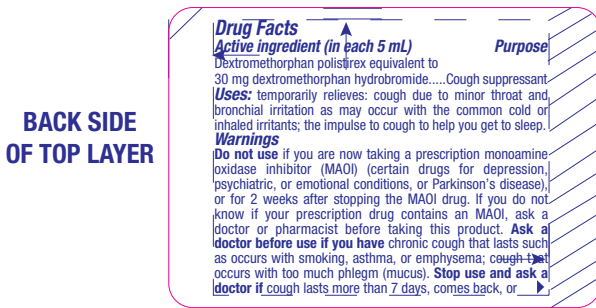 Drug Facts
Active ingredient (in each 5 mL) Purpose
Dextromethorphan polistirex equivalent to
30 mg dextromethorphan hydrobromide.....Cough suppressant
Uses: temporarily relieves: cough due to minor throat and
bronchial irritation as may occur with the common cold or
inhaled irritants; the impulse to cough to help you get to sleep.
Warnings
Do not use if you are now taking a prescription monoamine
oxidase inhibitor (MAOI) (certain drugs for depression,
psychiatric, or emotional conditions, or Parkinson's disease),
or for 2 weeks after stopping the MAOI drug. If you do not
know if your prescription drug contains an MAOI, ask a
doctor or pharmacist before taking this product. Ask a
doctor before use if you have chronic cough that lasts such
as occurs with smoking, asthma, or emphysema; cough that
occurs with too much phlegm (mucus). Stop use and ask a
doctor if cough lasts more than 7 days, comes back, or
BACK SIDE
OF TOP LAYER